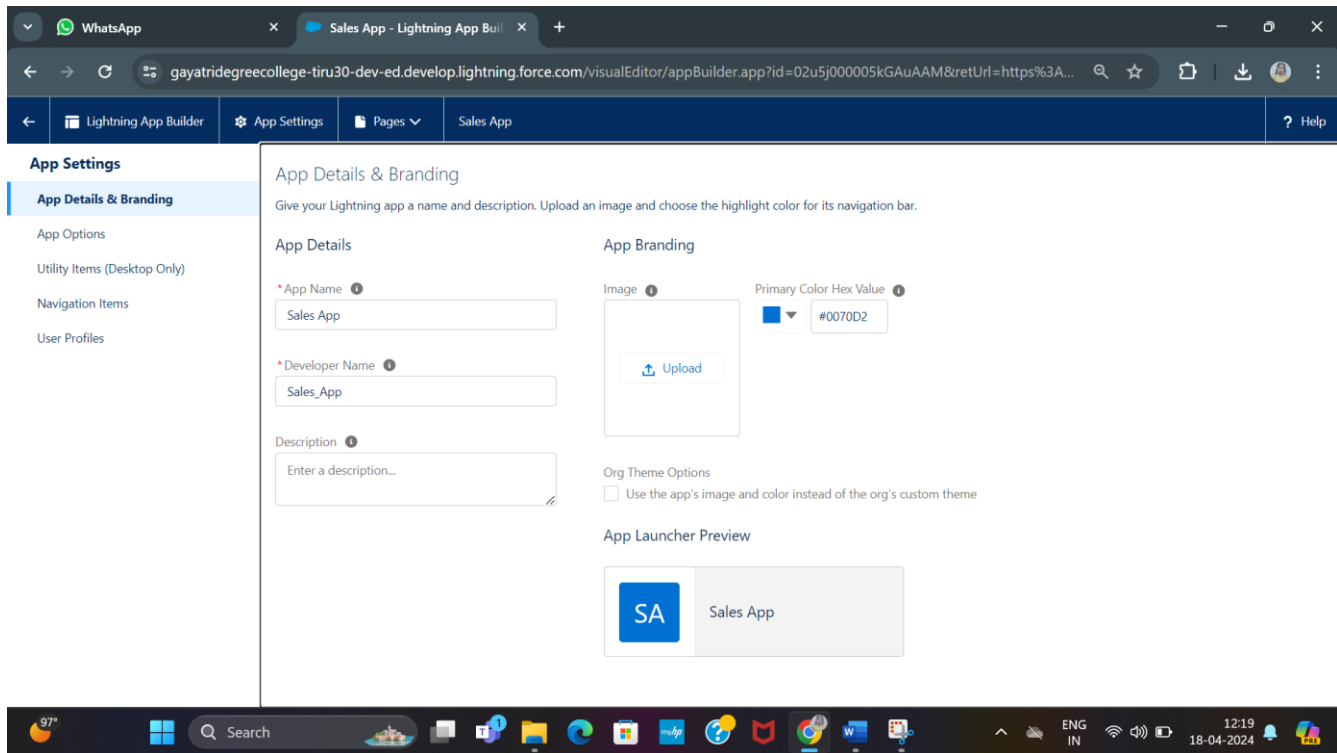 WhatsApp
Sales App - Lightning App Buil
gayatridegreecollege-tiru30-dev-ed.develop.lightning.force.com/visualEditor/appBuilder.app?id=02u5j000005kGAuAAM&retUrl=https%3A...
Lightning App Builder App Settings Pages Sales App ? Help
App Settings
App Details & Branding
App Options
Utility Items (Desktop Only)
Navigation Items
User Profiles
App Details & Branding
Give your Lightning app a name and description. Upload an image and choose the highlight color for its navigation bar.
App Details
*App Name
Sales App
*Developer Name
Sales_App
Description
Enter a description...
App Branding
Image
Upload
Primary Color Hex Value
#0070D2
Org Theme Options
Use the app's image and color instead of the org's custom theme
App Launcher Preview
SA
Sales App
97°
Search
1
myhp
ENG
IN
12:19
18-04-2024
PRE